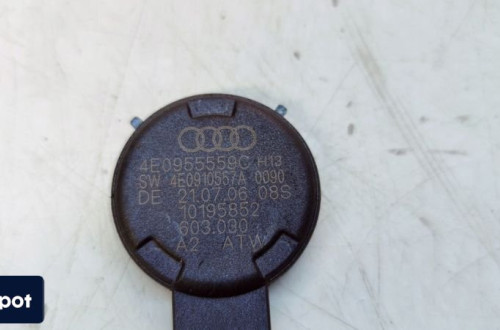 4E0955559C H13
SW 4E0910557A 0090
DE 21.07.06 08S
10195852
603.030
A2 ATW
pot